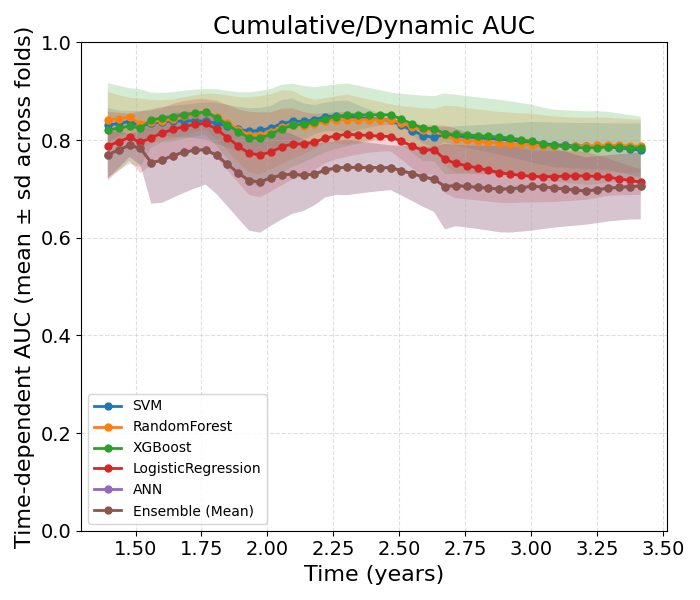 Cumulative/Dynamic AUC
Time-dependent AUC (mean ± sd across folds)
1.0
0.8
0.6
0.4
0.2
0.0
SVM
RandomForest
XGBoost
LogisticRegression
ANN
Ensemble (Mean)
1.50 1.75 2.00 2.25 2.50 2.75 3.00 3.25 3.50
Time (years)